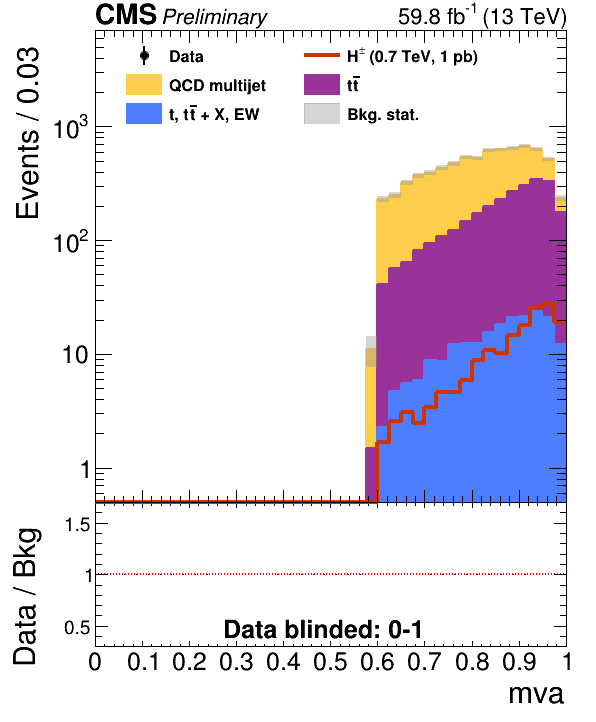 CMS Preliminary 59.8 fb⁻¹ (13 TeV)
Data H± (0.7 TeV, 1 pb)
QCD multijet tt̄
t, tt̄ + X, EW Bkg. stat.
Events / 0.03
10³
10²
10
1
Data / Bkg
1.5
1
0.5
Data blinded: 0-1
0 0.1 0.2 0.3 0.4 0.5 0.6 0.7 0.8 0.9 1
mva